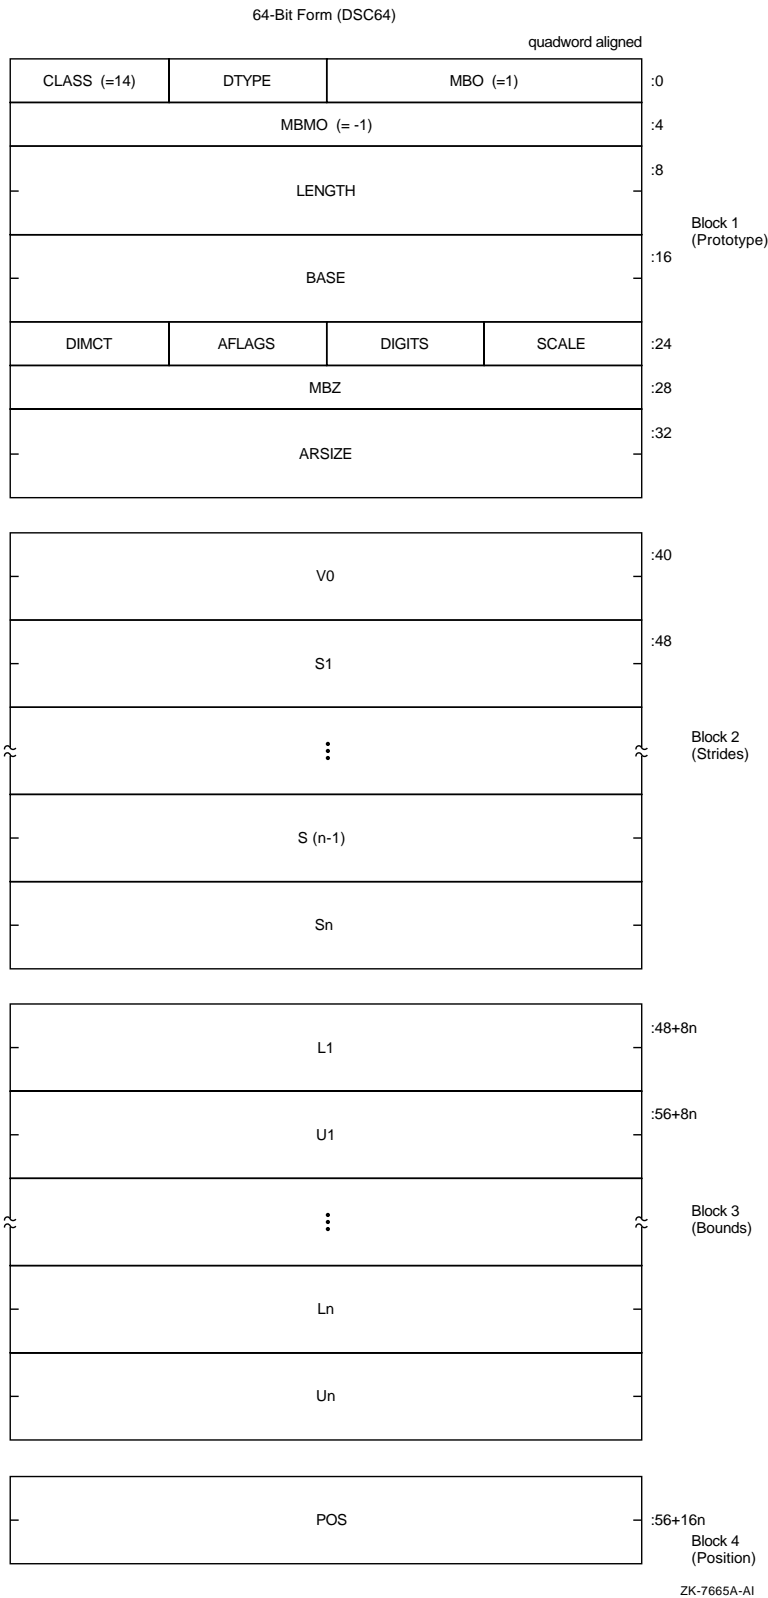 64-Bit Form (DSC64)
quadword aligned
CLASS (=14) DTYPE MBO (=1) :0
MBMO (= -1) :4
:8
LENGTH
Block 1
(Prototype)
:16
BASE
DIMCT AFLAGS DIGITS SCALE :24
MBZ :28
:32
ARSIZE
:40
V0
:48
S1
Block 2
(Strides)
S (n-1)
Sn
:48+8n
L1
:56+8n
U1
Block 3
(Bounds)
Ln
Un
POS :56+16n
Block 4
(Position)
ZK-7665A-AI